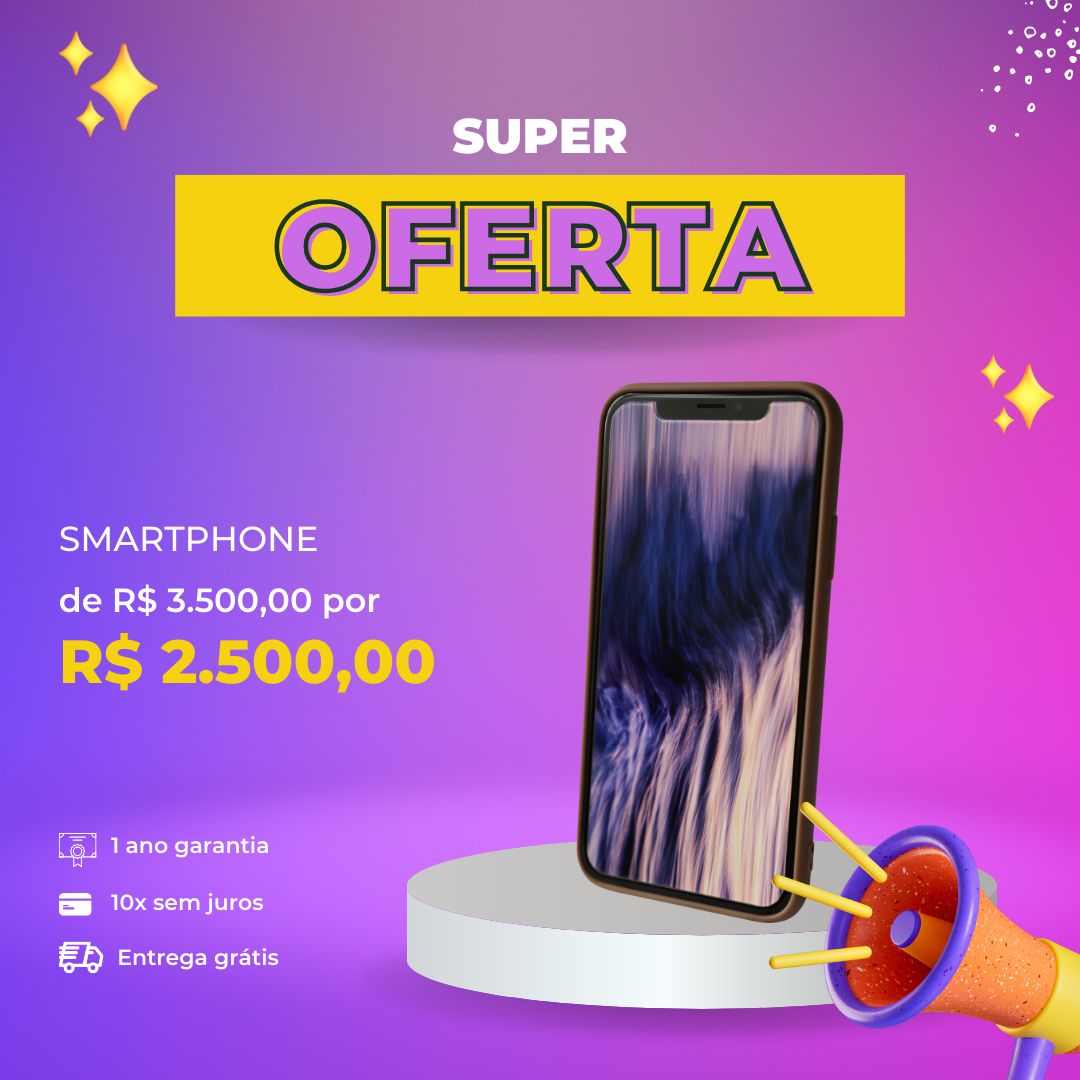 SUPER
OFERTA
SMARTPHONE
de R$ 3.500,00 por
R$ 2.500,00
1 ano garantia
10x sem juros
Entrega grátis